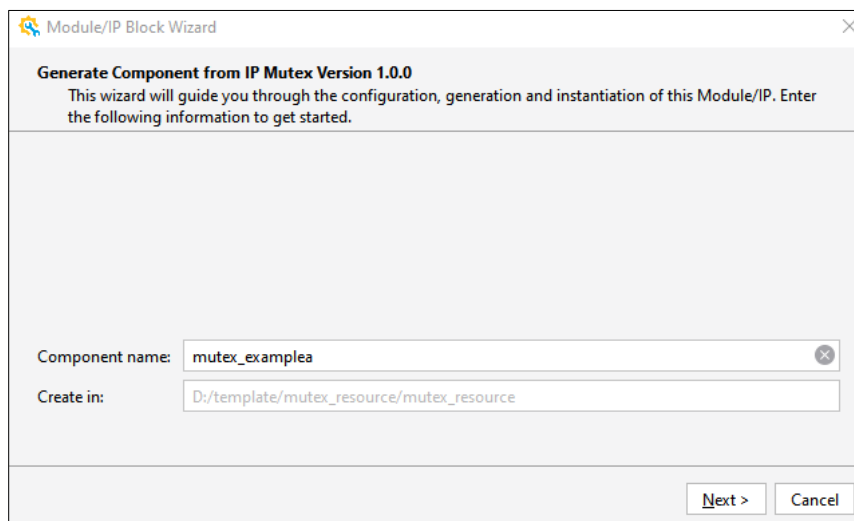 Module/IP Block Wizard
Generate Component from IP Mutex Version 1.0.0
This wizard will guide you through the configuration, generation and instantiation of this Module/IP. Enter
the following information to get started.
Component name: mutex_examplea
Create in: D:/template/mutex_resource/mutex_resource
Next > Cancel